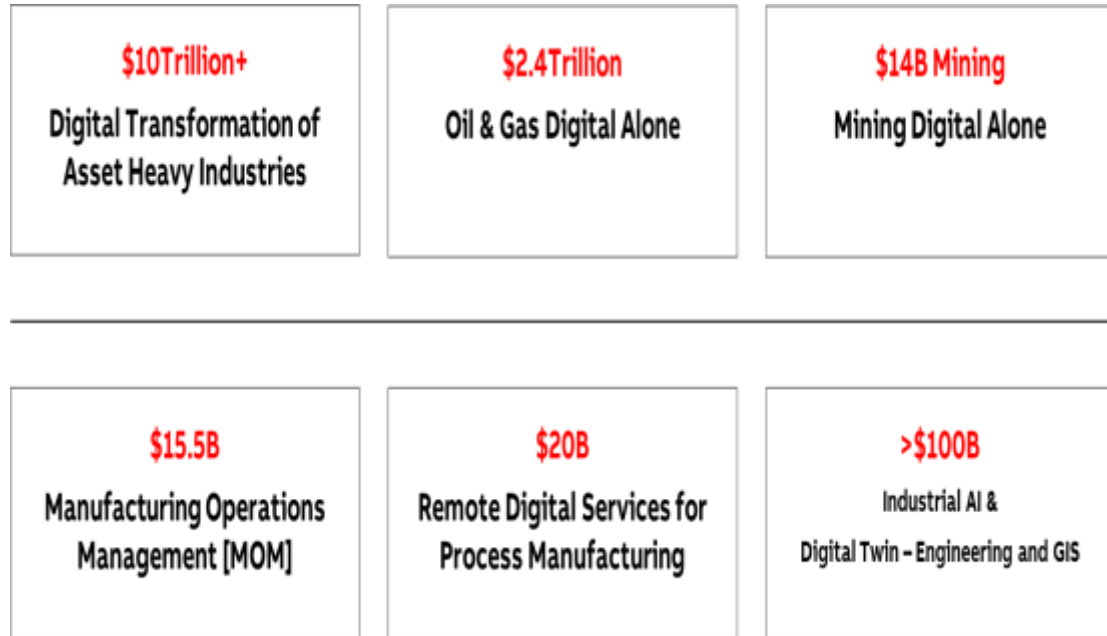 $10Trillion+
Digital Transformation of
Asset Heavy Industries
$2.4Trillion
Oil & Gas Digital Alone
$14B Mining
Mining Digital Alone
$15.5B
Manufacturing Operations
Management [MOM]
$20B
Remote Digital Services for
Process Manufacturing
>$100B
Industrial AI &
Digital Twin – Engineering and GIS